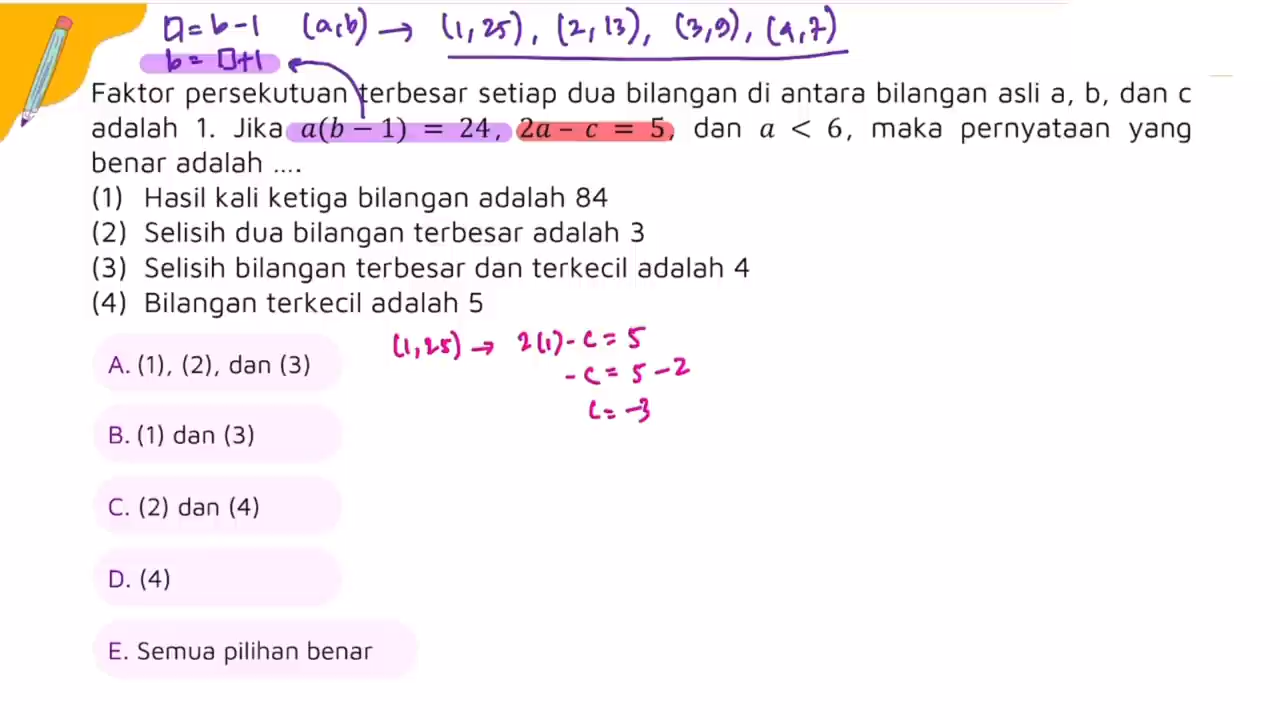 □ = b - 1 (a,b) → (1,25), (2,13), (3,9), (4,7)
b = □+1
Faktor persekutuan terbesar setiap dua bilangan di antara bilangan asli a, b, dan c
adalah 1. Jika a(b − 1) = 24, 2a − c = 5, dan a < 6, maka pernyataan yang
benar adalah ....
(1) Hasil kali ketiga bilangan adalah 84
(2) Selisih dua bilangan terbesar adalah 3
(3) Selisih bilangan terbesar dan terkecil adalah 4
(4) Bilangan terkecil adalah 5
(1,25) → 2(1) - c = 5
- c = 5 - 2
c = -3
A. (1), (2), dan (3)
B. (1) dan (3)
C. (2) dan (4)
D. (4)
E. Semua pilihan benar